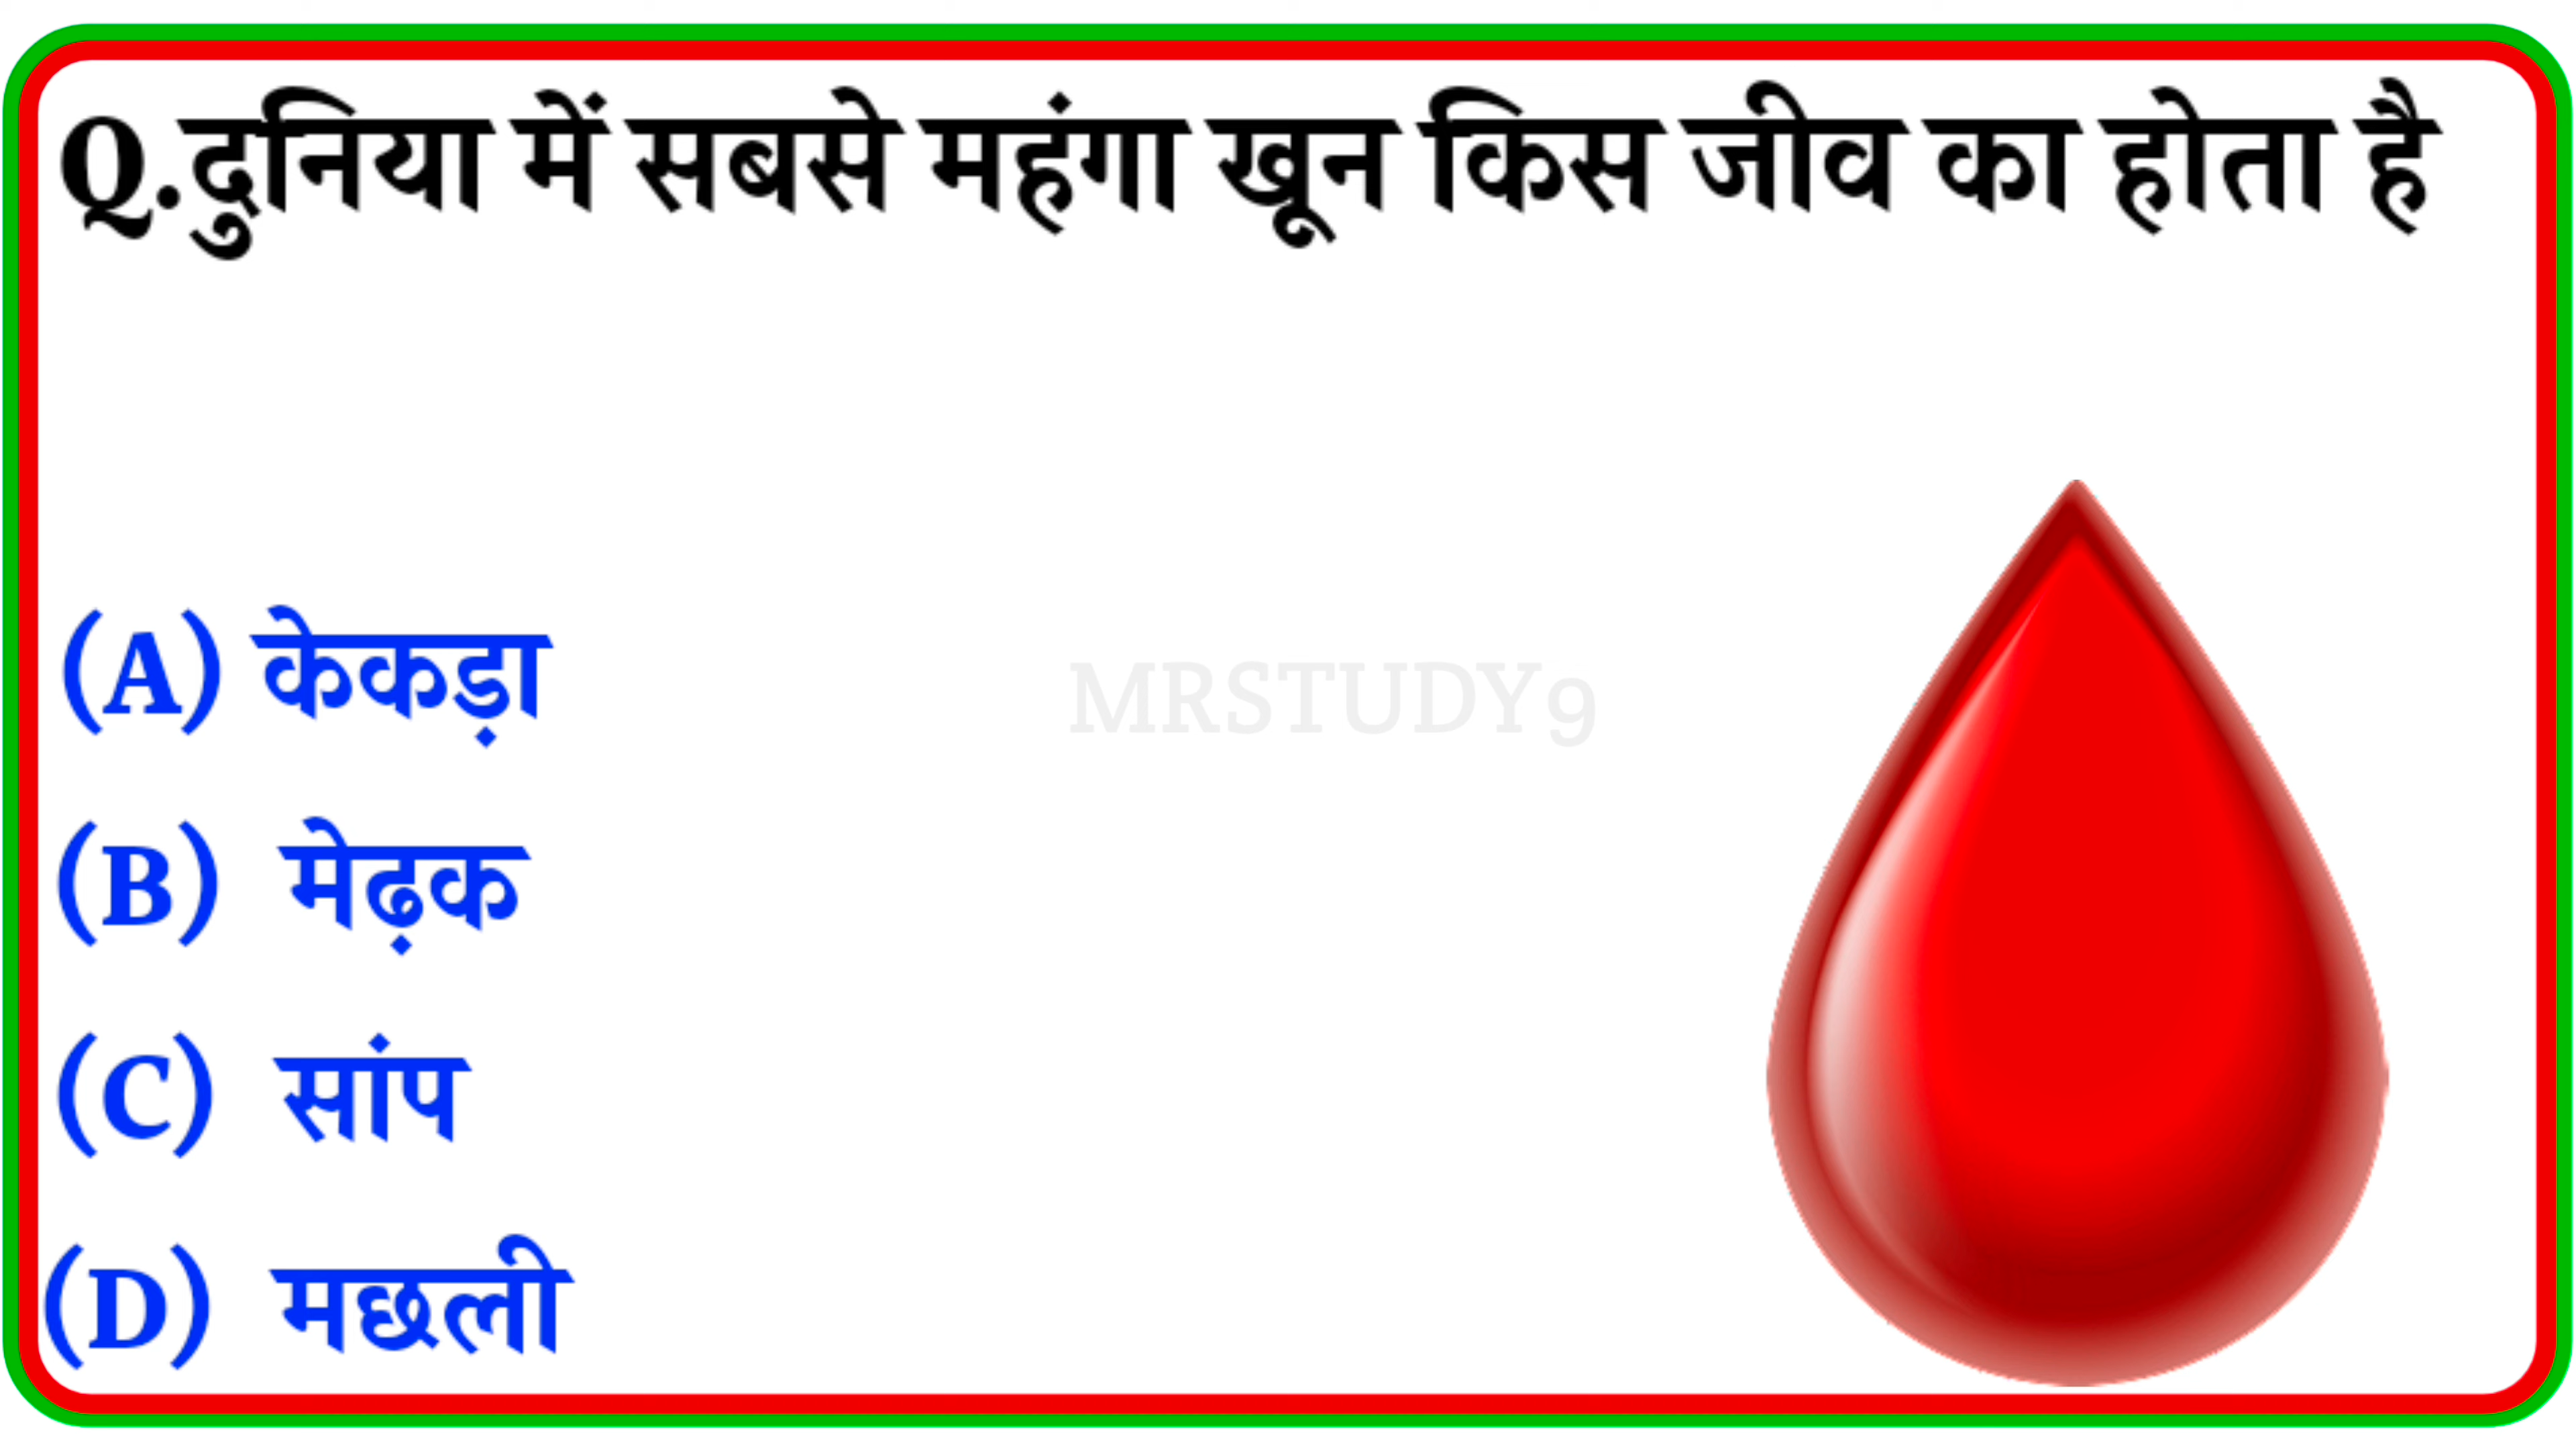 Q.दुनिया में सबसे महंगा खून किस जीव का होता है
(A) केकड़ा
MRSTUDY9
(B) मेढ़क
(C) सांप
(D) मछली